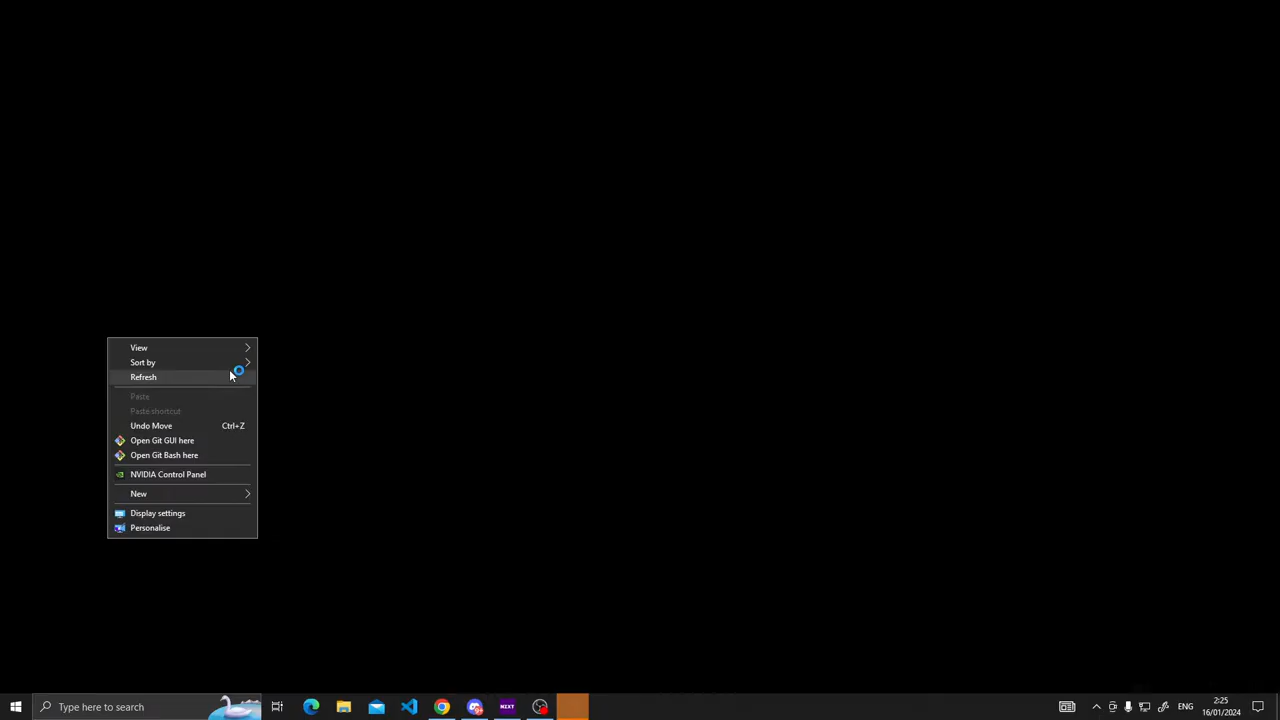 View
Sort by
Refresh
Paste
Paste shortcut
Undo Move Ctrl+Z
Open Git GUI here
Open Git Bash here
NVIDIA Control Panel
New
Display settings
Personalise
Type here to search
NIXT
ENG
2:25
16/01/2024